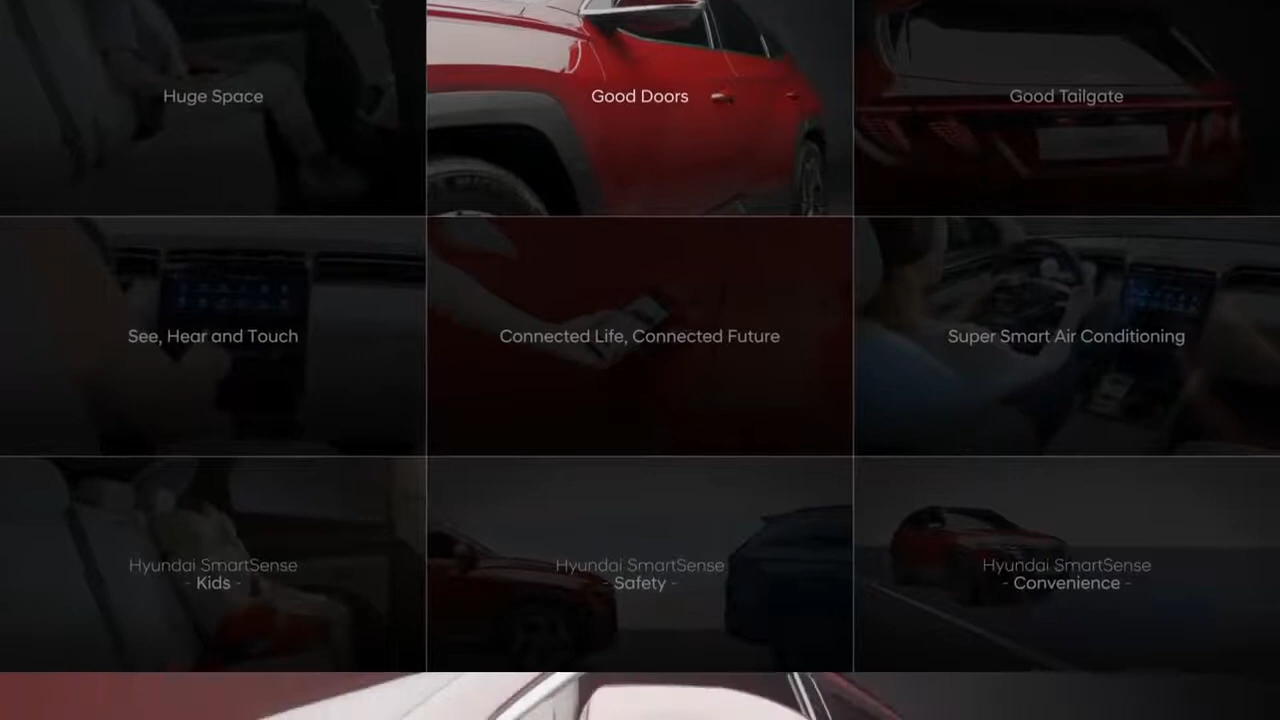 Huge Space
Good Doors
Good Tailgate
See, Hear and Touch
Connected Life, Connected Future
Super Smart Air Conditioning
Hyundai SmartSense
- Kids -
Hyundai SmartSense
- Safety -
Hyundai SmartSense
- Convenience -